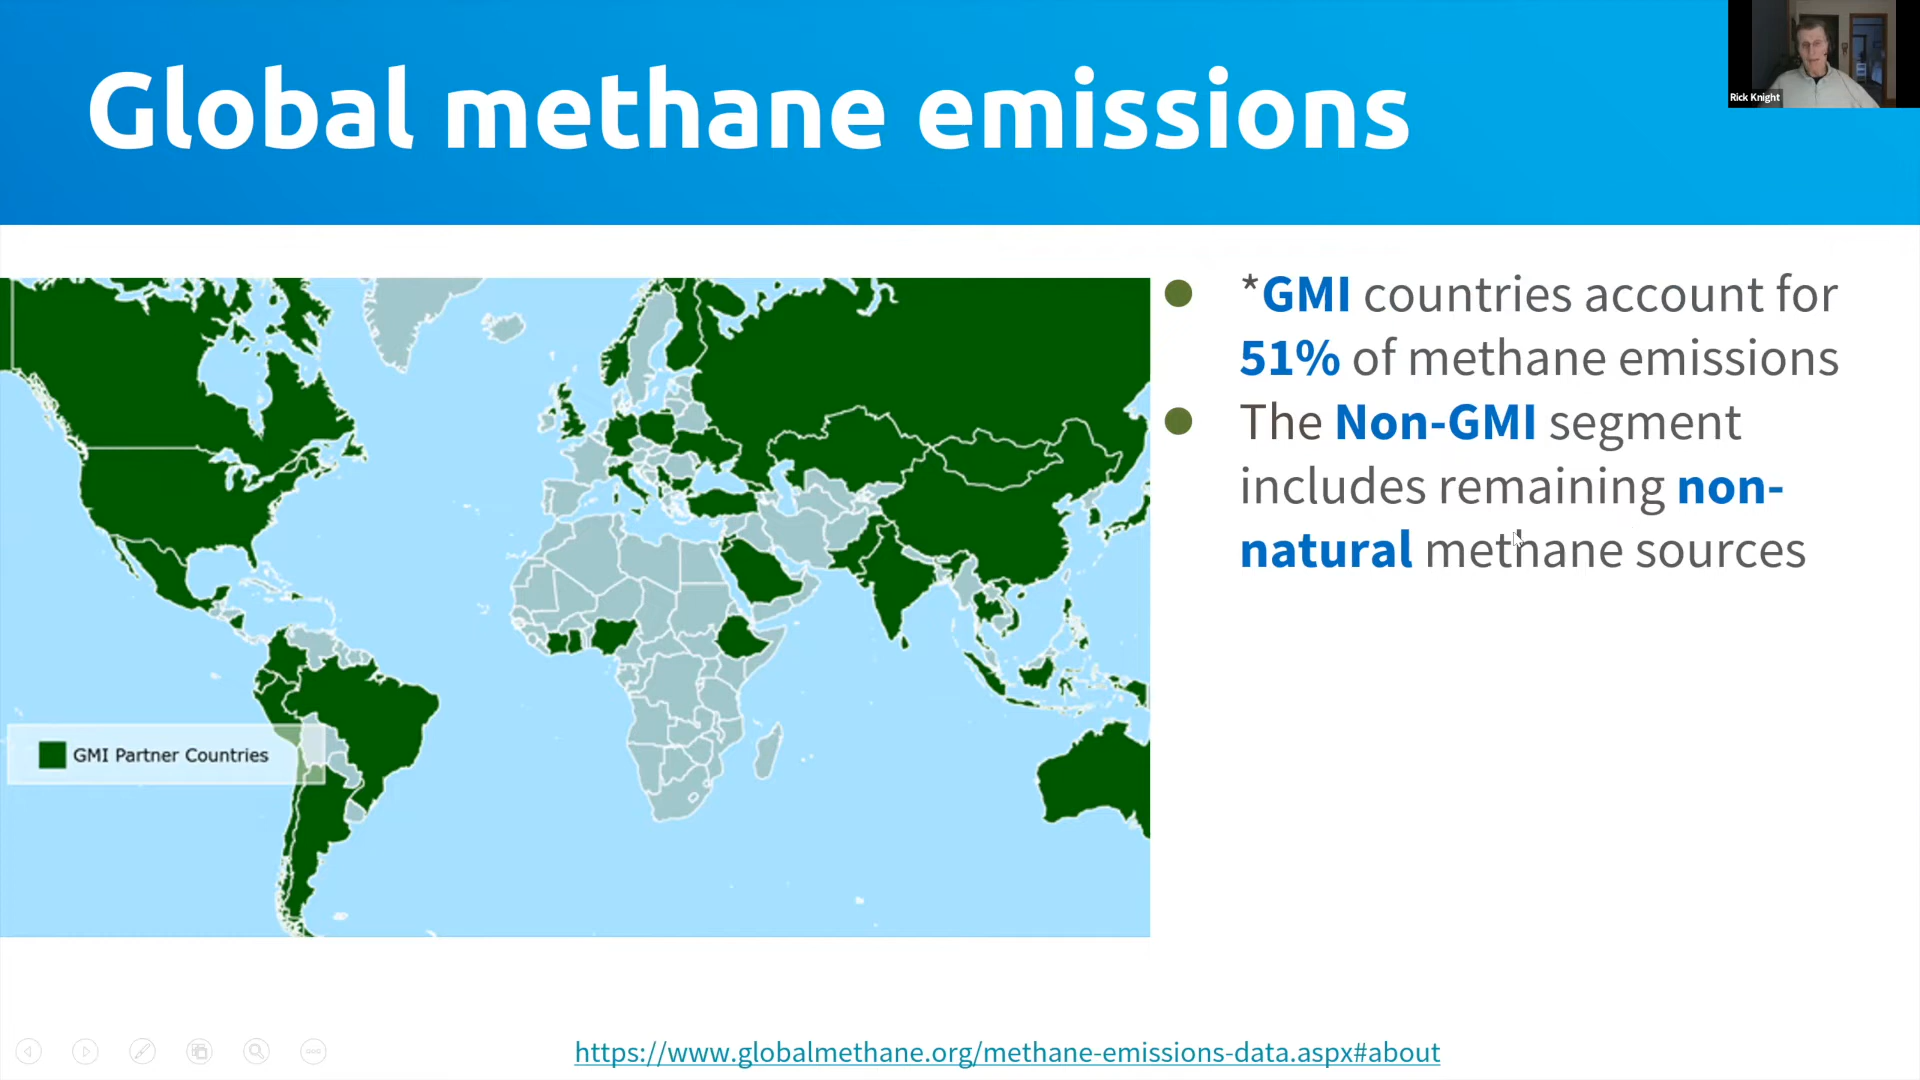 Global methane emissions
Rick Knight
*GMI countries account for
51% of methane emissions
The Non-GMI segment
includes remaining non-
natural methane sources
GMI Partner Countries
https://www.globalmethane.org/methane-emissions-data.aspx#about